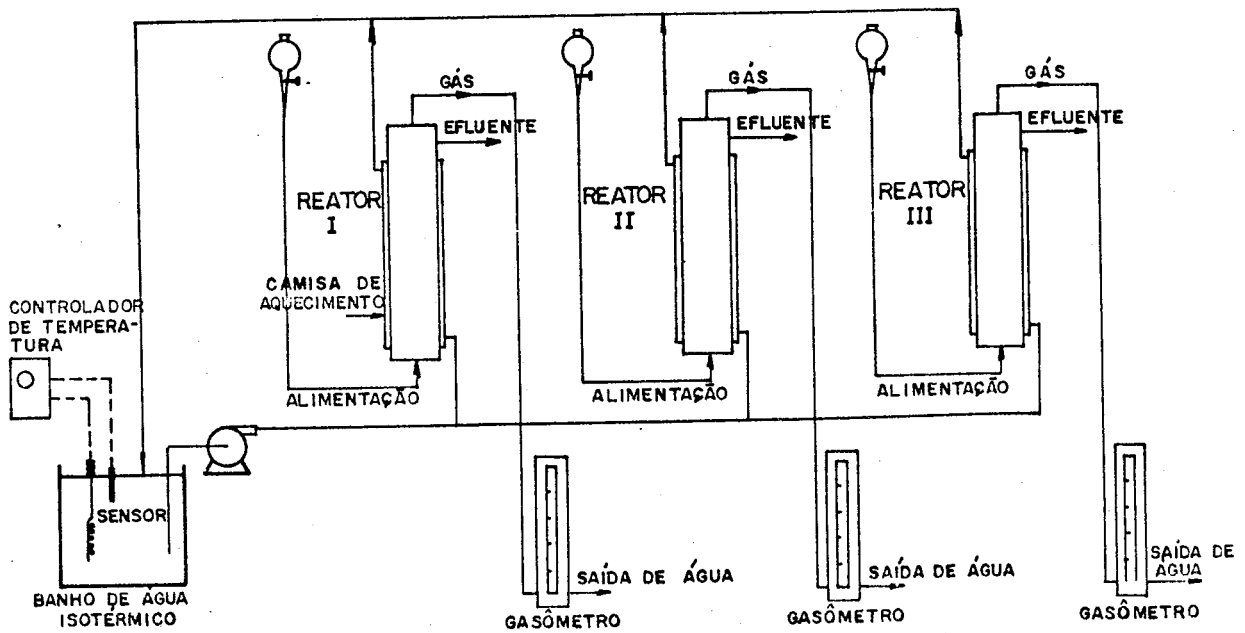 GÁS
EFLUENTE
REATOR
I
CAMISA DE
AQUECIMENTO
ALIMENTAÇÃO
GÁS
EFLUENTE
REATOR
II
ALIMENTAÇÃO
GÁS
EFLUENTE
REATOR
III
ALIMENTAÇÃO
CONTROLADOR
DE TEMPERA-
TURA
SENSOR
BANHO DE ÁGUA
ISOTÉRMICO
SAÍDA DE ÁGUA
GASÔMETRO
SAÍDA DE ÁGUA
GASÔMETRO
SAÍDA DE
ÁGUA
GASÔMETRO